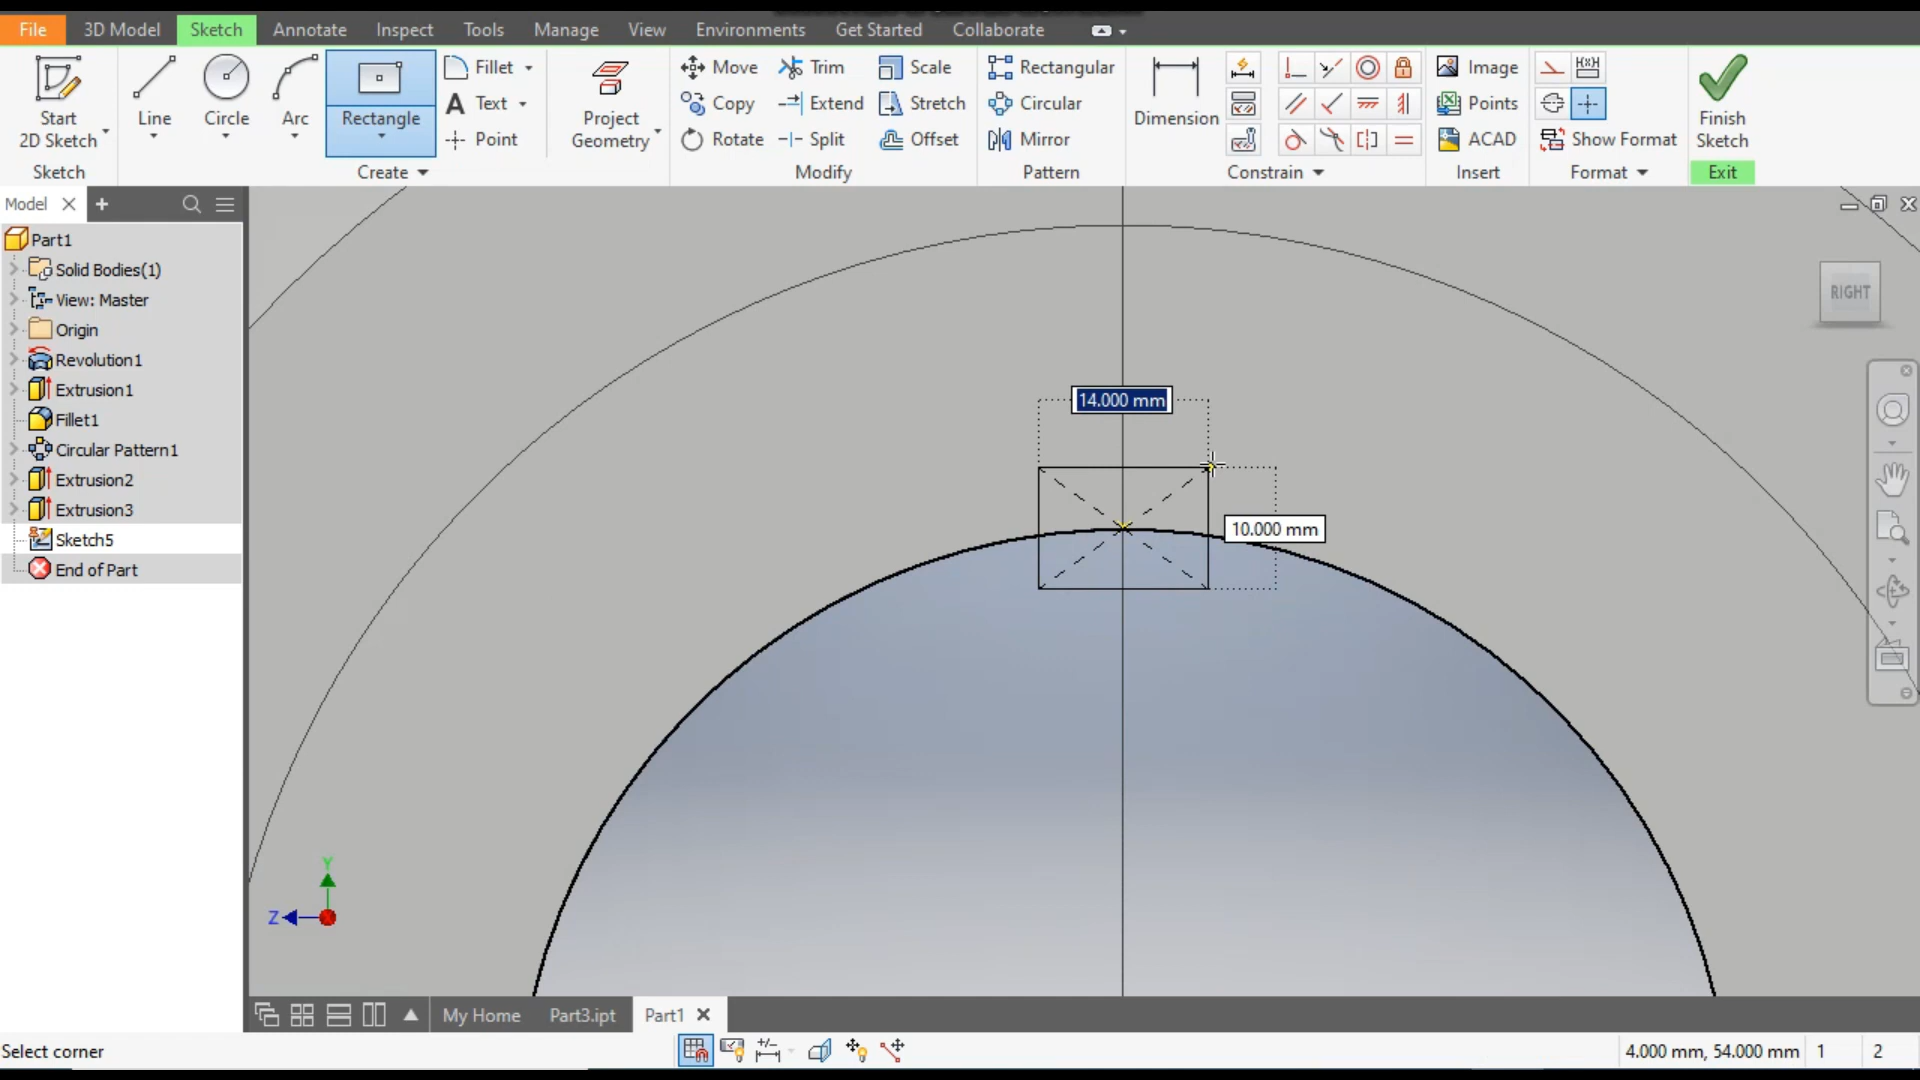 File 3D Model Sketch Annotate Inspect Tools Manage View Environments Get Started Collaborate
Start
2D Sketch
Line
Circle
Arc
Rectangle
Fillet
Text
Point
Project
Geometry
Move
Copy
Rotate
Trim
Extend
Split
Scale
Stretch
Offset
Rectangular
Circular
Mirror
Dimension
Image
Points
ACAD
Show Format
Finish
Sketch
Sketch Create Modify Pattern Constrain Insert Format Exit
Model
Part1
Solid Bodies(1)
View: Master
Origin
Revolution1
Extrusion1
Fillet1
Circular Pattern1
Extrusion2
Extrusion3
Sketch5
End of Part
RIGHT
14.000 mm
10.000 mm
Y
Z
My Home Part3.ipt Part1
Select corner
4.000 mm, 54.000 mm 1 2